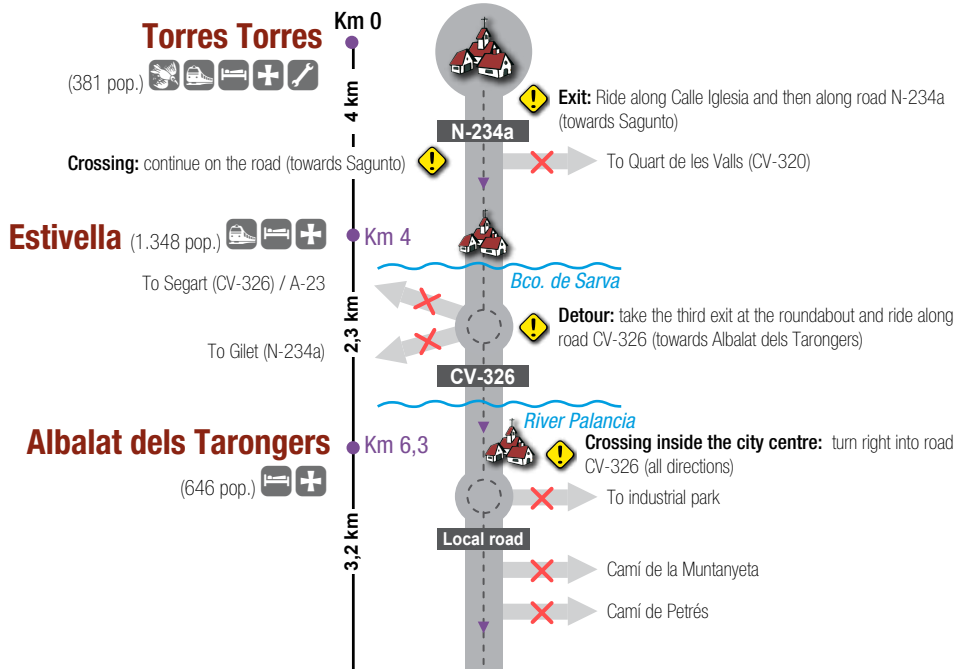 Km 0
Torres Torres
(381 pop.)
4 km
Exit: Ride along Calle Iglesia and then along road N-234a
(towards Sagunto)
N-234a
Crossing: continue on the road (towards Sagunto)
To Quart de les Valls (CV-320)
Estivella (1.348 pop.)
Km 4
Bco. de Sarva
To Segart (CV-326) / A-23
2,3 km
Detour: take the third exit at the roundabout and ride along
road CV-326 (towards Albalat dels Tarongers)
To Gilet (N-234a)
CV-326
River Palancia
Albalat dels Tarongers
Km 6,3
Crossing inside the city centre: turn right into road
CV-326 (all directions)
(646 pop.)
To industrial park
3,2 km
Local road
Camí de la Muntanyeta
Camí de Petrés